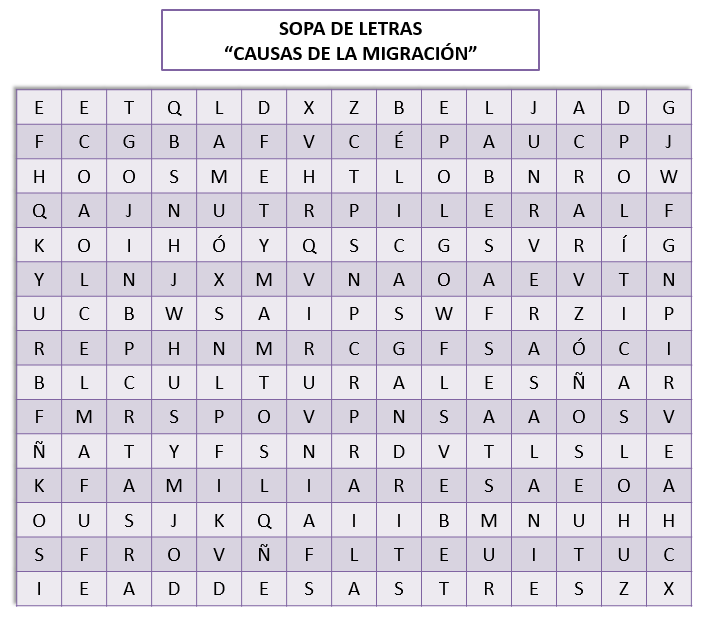 SOPA DE LETRAS
“CAUSAS DE LA MIGRACIÓN”
E E T Q L D X Z B E L J A D G
F C G B A F V C É P A U C P J
H O O S M E H T L O B N R O W
Q A J N U T R P I L E R A L F
K O I H Ó Y Q S C G S V R Í G
Y L N J X M V N A O A E V T N
U C B W S A I P S W F R Z I P
R E P H N M R C G F S A Ó C I
B L C U L T U R A L E S Ñ A R
F M R S P O V P N S A A O S V
Ñ A T Y F S N R D V T L S L E
K F A M I L I A R E S A E O A
O U S J K Q A I I B M N U H H
S F R O V Ñ F L T E U I T U C
I E A D D E S A S T R E S Z X